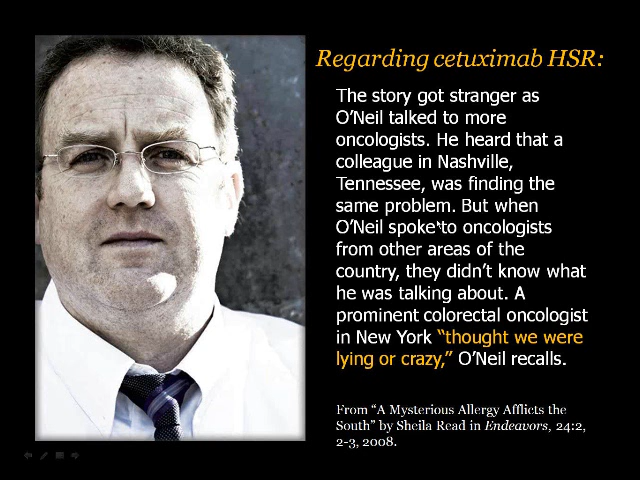 Regarding cetuximab HSR:
The story got stranger as
O’Neil talked to more
oncologists. He heard that a
colleague in Nashville,
Tennessee, was finding the
same problem. But when
O’Neil spoke to oncologists
from other areas of the
country, they didn’t know what
he was talking about. A
prominent colorectal oncologist
in New York “thought we were
lying or crazy,” O’Neil recalls.
From “A Mysterious Allergy Afflicts the
South” by Sheila Read in Endeavors, 24:2,
2-3, 2008.